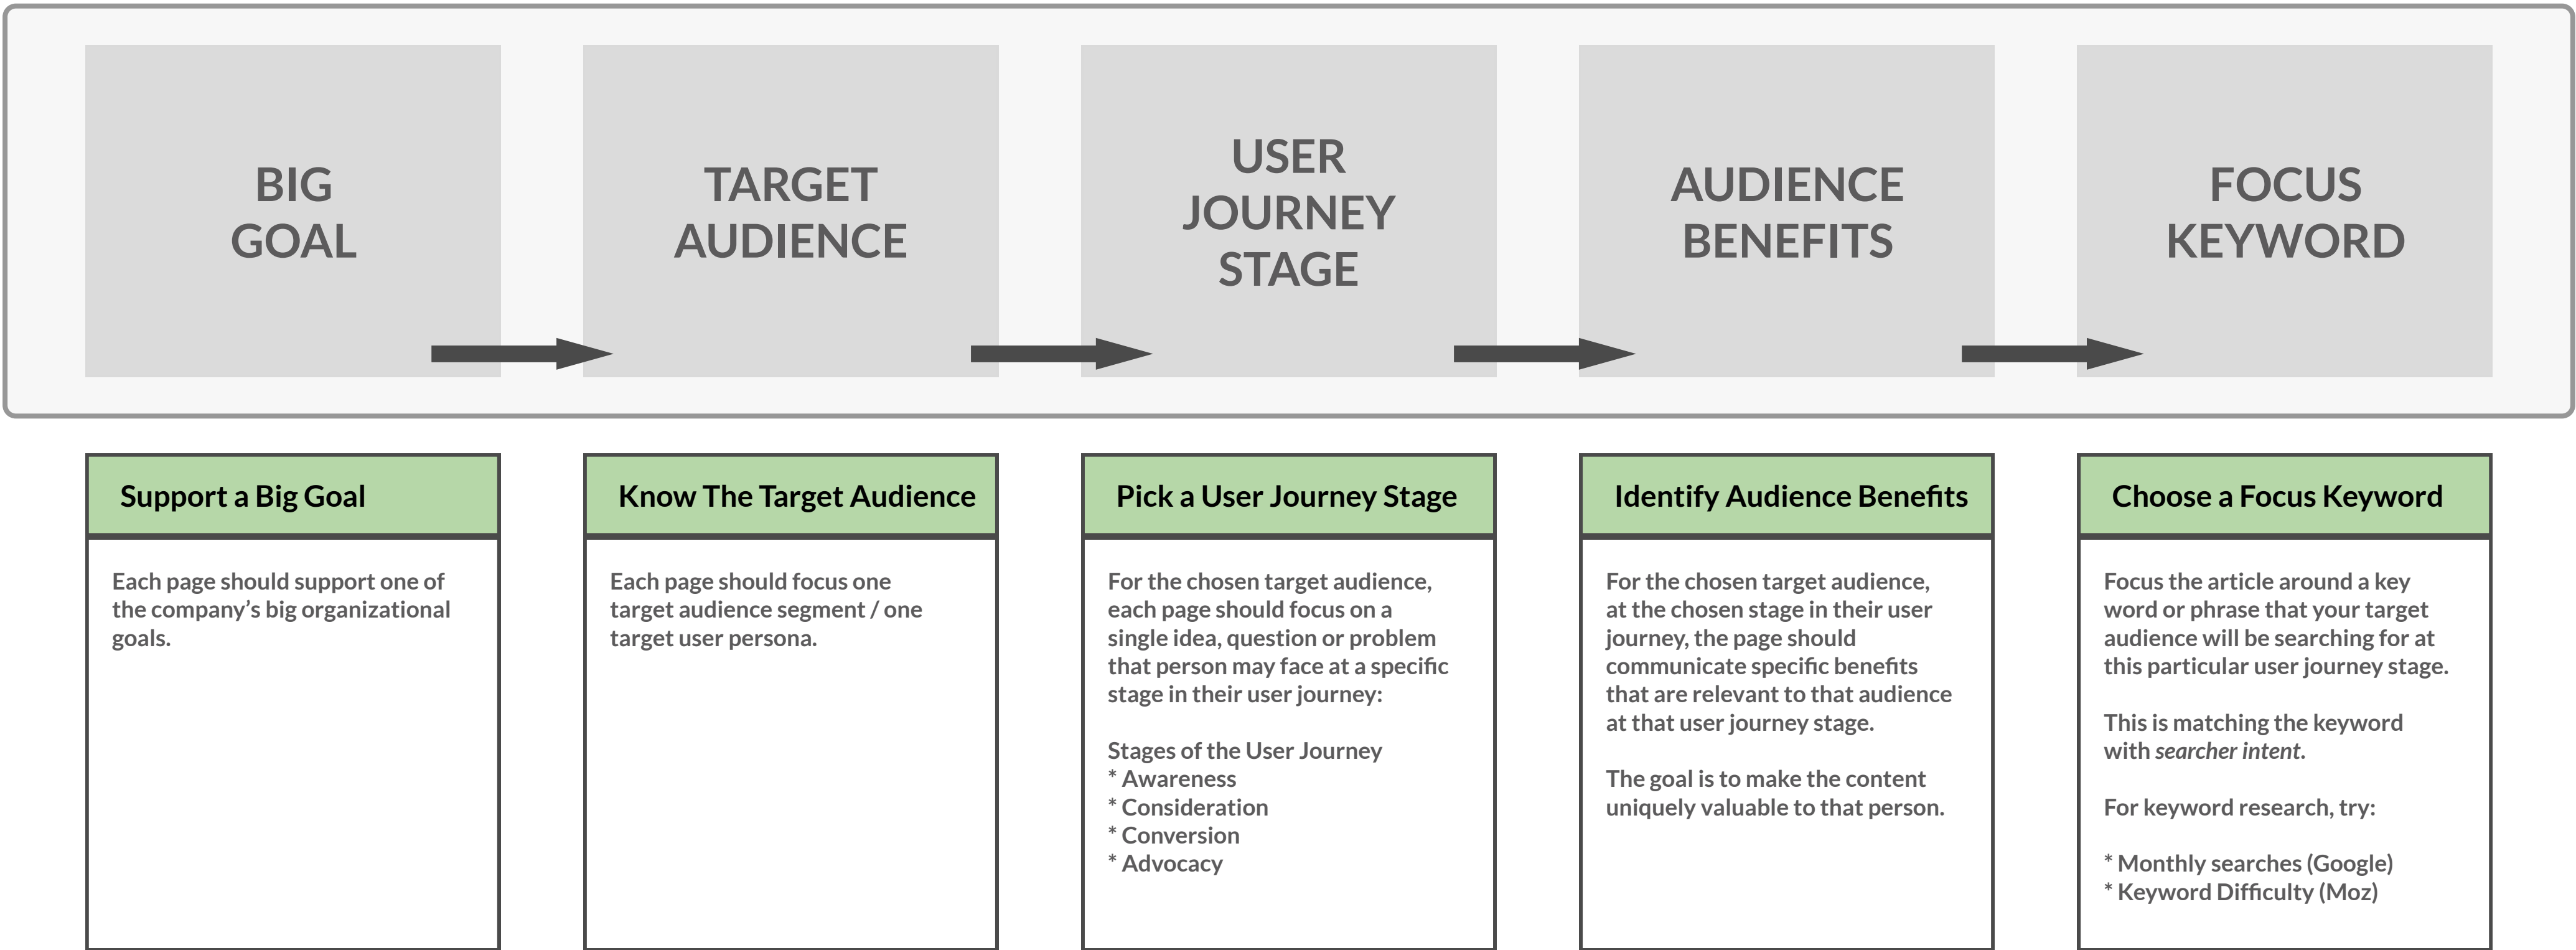 BIG
GOAL
TARGET
AUDIENCE
USER
JOURNEY
STAGE
AUDIENCE
BENEFITS
FOCUS
KEYWORD
Support a Big Goal
Each page should support one of
the company’s big organizational
goals.
Know The Target Audience
Each page should focus one
target audience segment / one
target user persona.
Pick a User Journey Stage
For the chosen target audience,
each page should focus on a
single idea, question or problem
that person may face at a specific
stage in their user journey:
Stages of the User Journey
* Awareness
* Consideration
* Conversion
* Advocacy
Identify Audience Benefits
For the chosen target audience,
at the chosen stage in their user
journey, the page should
communicate specific benefits
that are relevant to that audience
at that user journey stage.
The goal is to make the content
uniquely valuable to that person.
Choose a Focus Keyword
Focus the article around a key
word or phrase that your target
audience will be searching for at
this particular user journey stage.
This is matching the keyword
with searcher intent.
For keyword research, try:
* Monthly searches (Google)
* Keyword Difficulty (Moz)